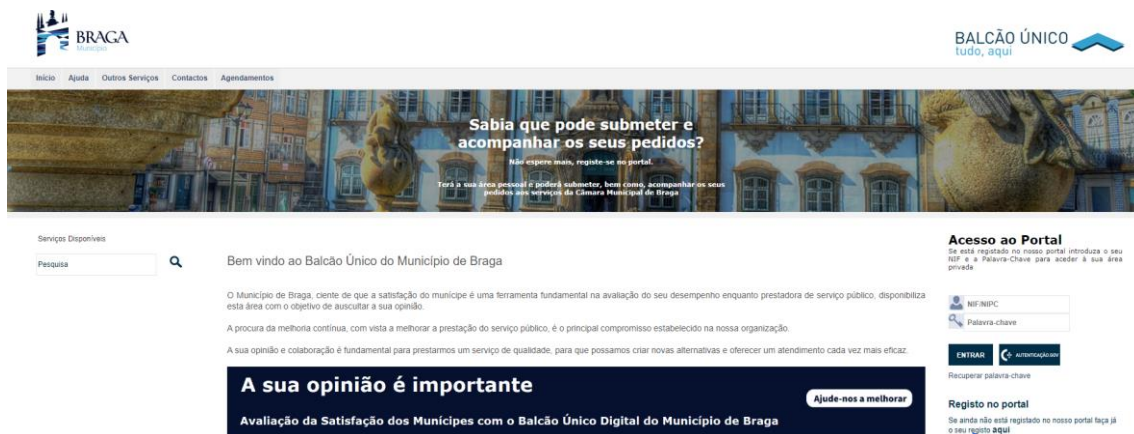 BRAGA
Município
BALCÃO ÚNICO
tudo, aqui
Início Ajuda Outros Serviços Contactos Agendamentos
Sabia que pode submeter e
acompanhar os seus pedidos?
Não espere mais, registe-se no portal.
Terá a sua área pessoal e poderá submeter, bem como, acompanhar os seus
pedidos aos serviços da Câmara Municipal de Braga
Serviços Disponíveis
Pesquisa
Bem vindo ao Balcão Único do Município de Braga
O Município de Braga, ciente de que a satisfação do munícipe é uma ferramenta fundamental na avaliação do seu desempenho enquanto prestadora de serviço público, disponibiliza
esta área com o objetivo de auscultar a sua opinião.
A procura da melhoria contínua, com vista a melhorar a prestação do serviço público, é o principal compromisso estabelecido na nossa organização.
A sua opinião e colaboração é fundamental para prestarmos um serviço de qualidade, para que possamos criar novas alternativas e oferecer um atendimento cada vez mais eficaz.
A sua opinião é importante
Ajude-nos a melhorar
Avaliação da Satisfação dos Munícipes com o Balcão Único Digital do Município de Braga
Acesso ao Portal
Se está registado no nosso portal introduza o seu
NIF e a Palavra-Chave para aceder à sua área
privada
NIF/NIPC
Palavra-chave
ENTRAR AUTENTICAÇÃO.GOV
Recuperar palavra-chave
Registo no portal
Se ainda não está registado no nosso portal faça já
o seu registo aqui